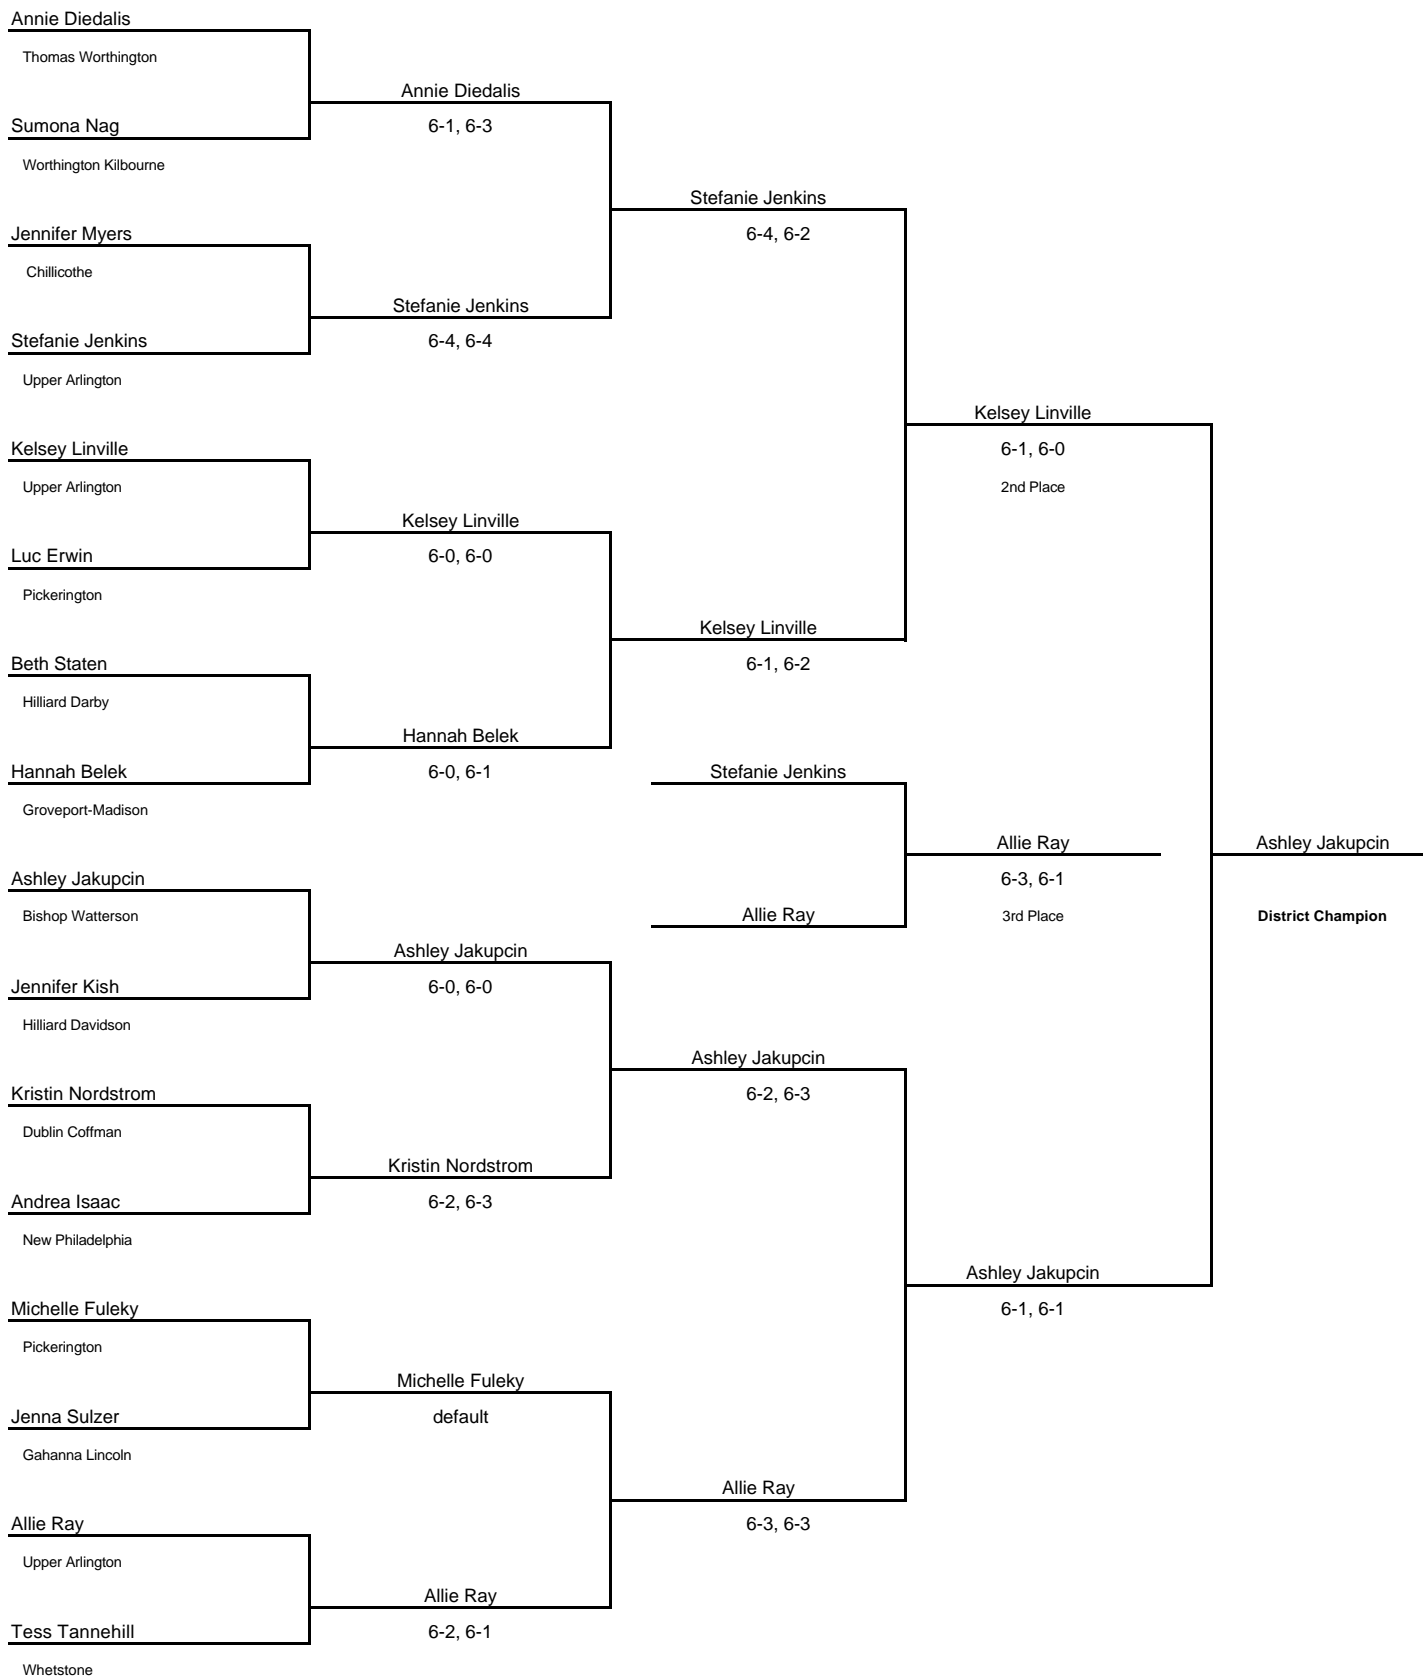 Annie Diedalis
Thomas Worthington
Annie Diedalis
Sumona Nag
6-1, 6-3
Worthington Kilbourne
Stefanie Jenkins
Jennifer Myers
6-4, 6-2
Chillicothe
Stefanie Jenkins
Stefanie Jenkins
6-4, 6-4
Upper Arlington
Kelsey Linville
Kelsey Linville
6-1, 6-0
Upper Arlington
2nd Place
Kelsey Linville
Luc Erwin
6-0, 6-0
Pickerington
Kelsey Linville
Beth Staten
6-1, 6-2
Hilliard Darby
Hannah Belek
Hannah Belek
6-0, 6-1
Stefanie Jenkins
Groveport-Madison
Allie Ray
Ashley Jakupcin
Ashley Jakupcin
6-3, 6-1
Bishop Watterson
Allie Ray
3rd Place
District Champion
Ashley Jakupcin
Jennifer Kish
6-0, 6-0
Hilliard Davidson
Ashley Jakupcin
Kristin Nordstrom
6-2, 6-3
Dublin Coffman
Kristin Nordstrom
Andrea Isaac
6-2, 6-3
New Philadelphia
Ashley Jakupcin
Michelle Fuleky
6-1, 6-1
Pickerington
Michelle Fuleky
Jenna Sulzer
default
Gahanna Lincoln
Allie Ray
Allie Ray
6-3, 6-3
Upper Arlington
Allie Ray
Tess Tannehill
6-2, 6-1
Whetstone